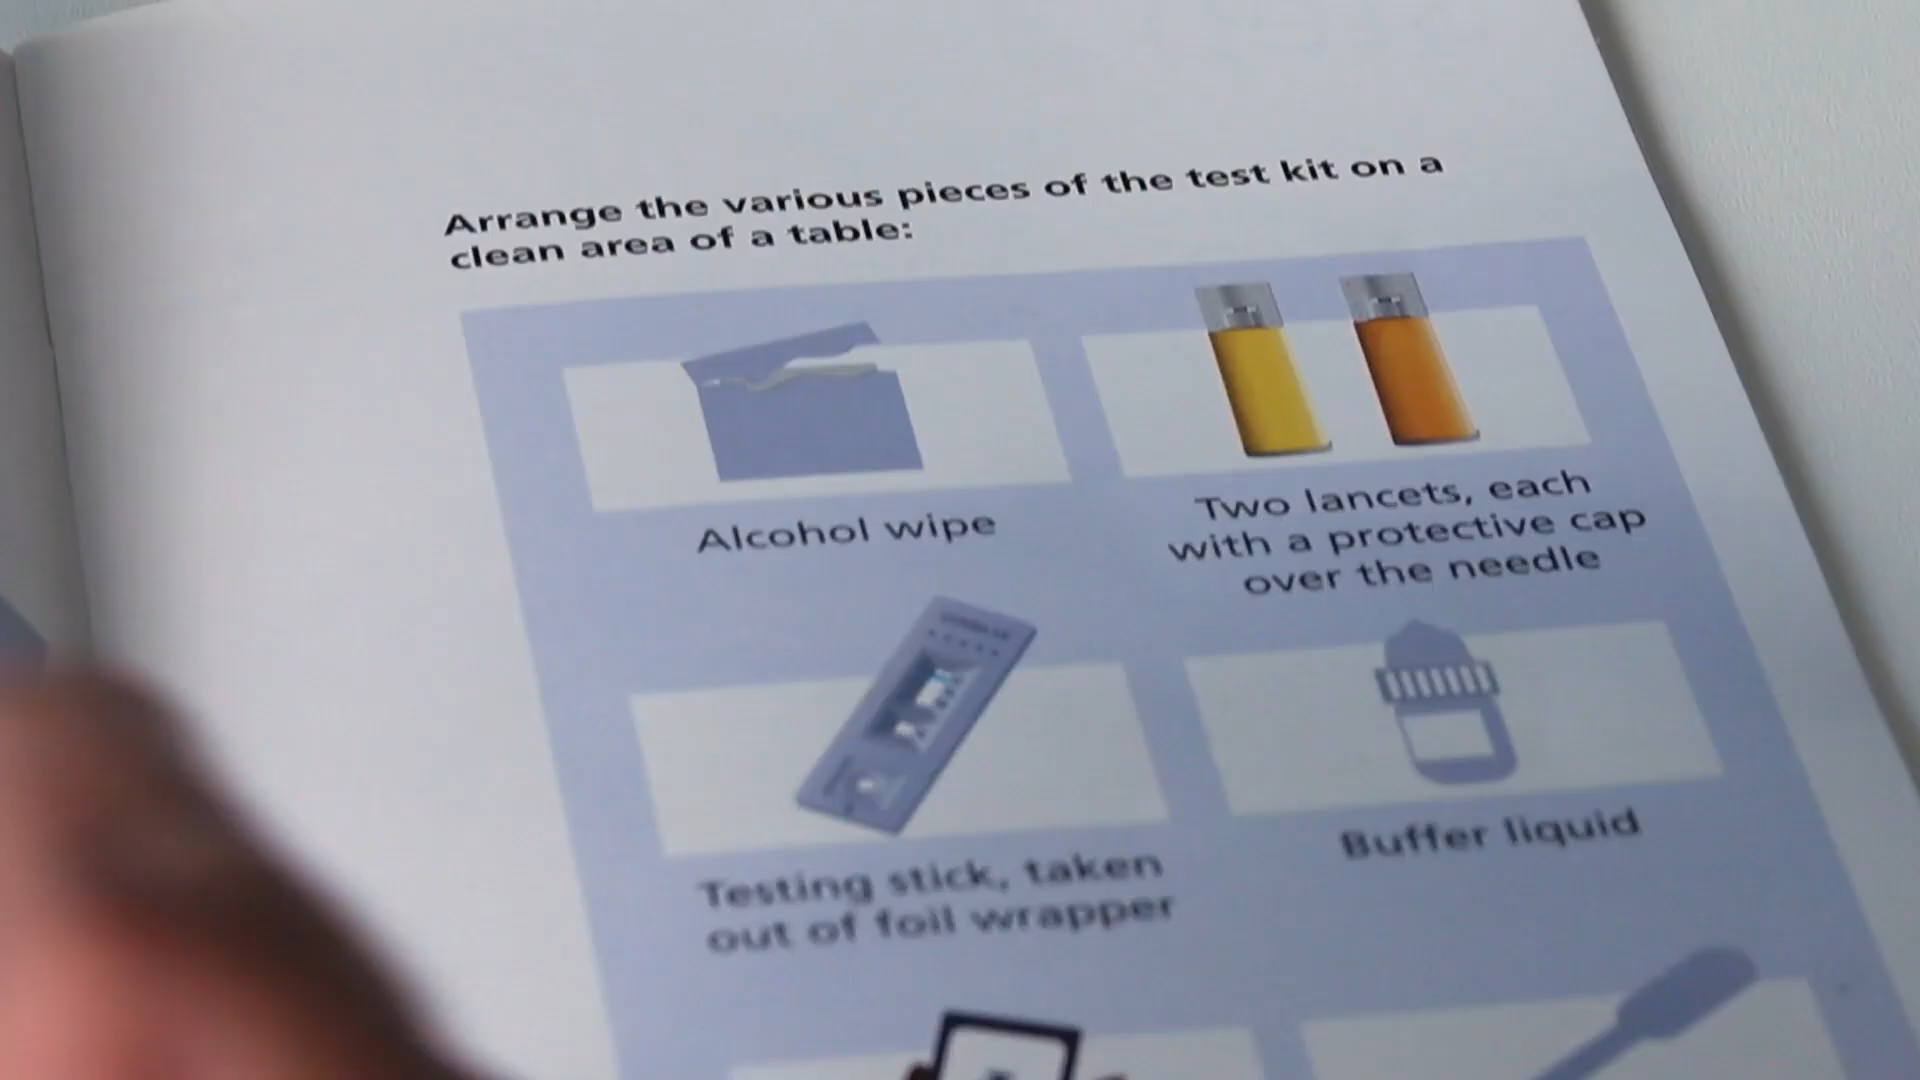 Arrange the various pieces of the test kit on a
clean area of a table:
Alcohol wipe
Two lancets, each
with a protective cap
over the needle
Testing stick, taken
out of foil wrapper
Buffer liquid